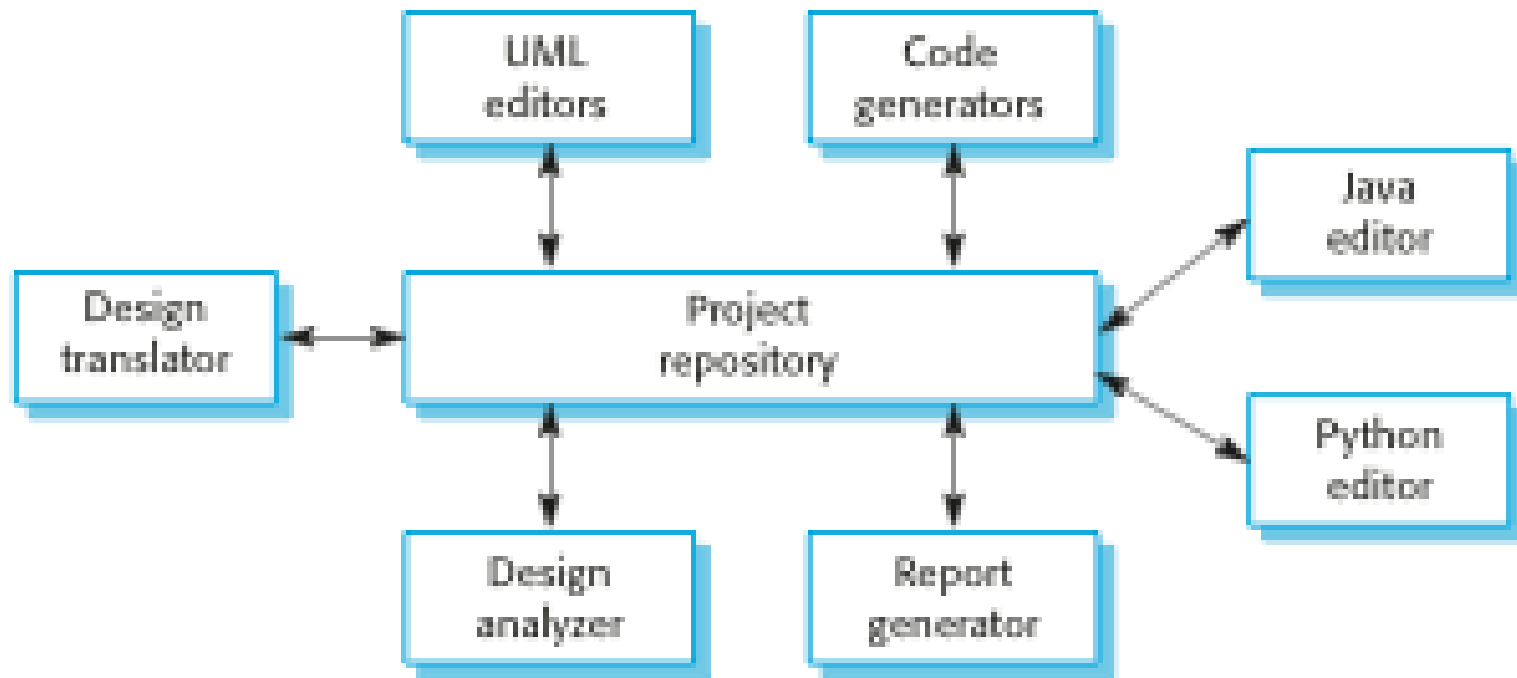 UML
editors
Code
generators
Java
editor
Design
translator
Project
repository
Python
editor
Design
analyzer
Report
generator